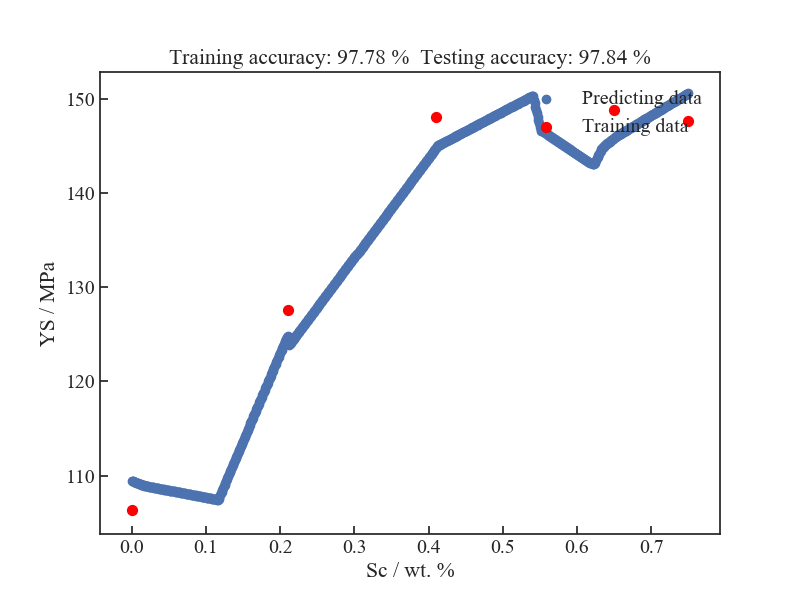 Training accuracy: 97.78 %  Testing accuracy: 97.84 %
150
140
130
120
110
YS / MPa
Predicting data
Training data
0.0 0.1 0.2 0.3 0.4 0.5 0.6 0.7
Sc / wt. %